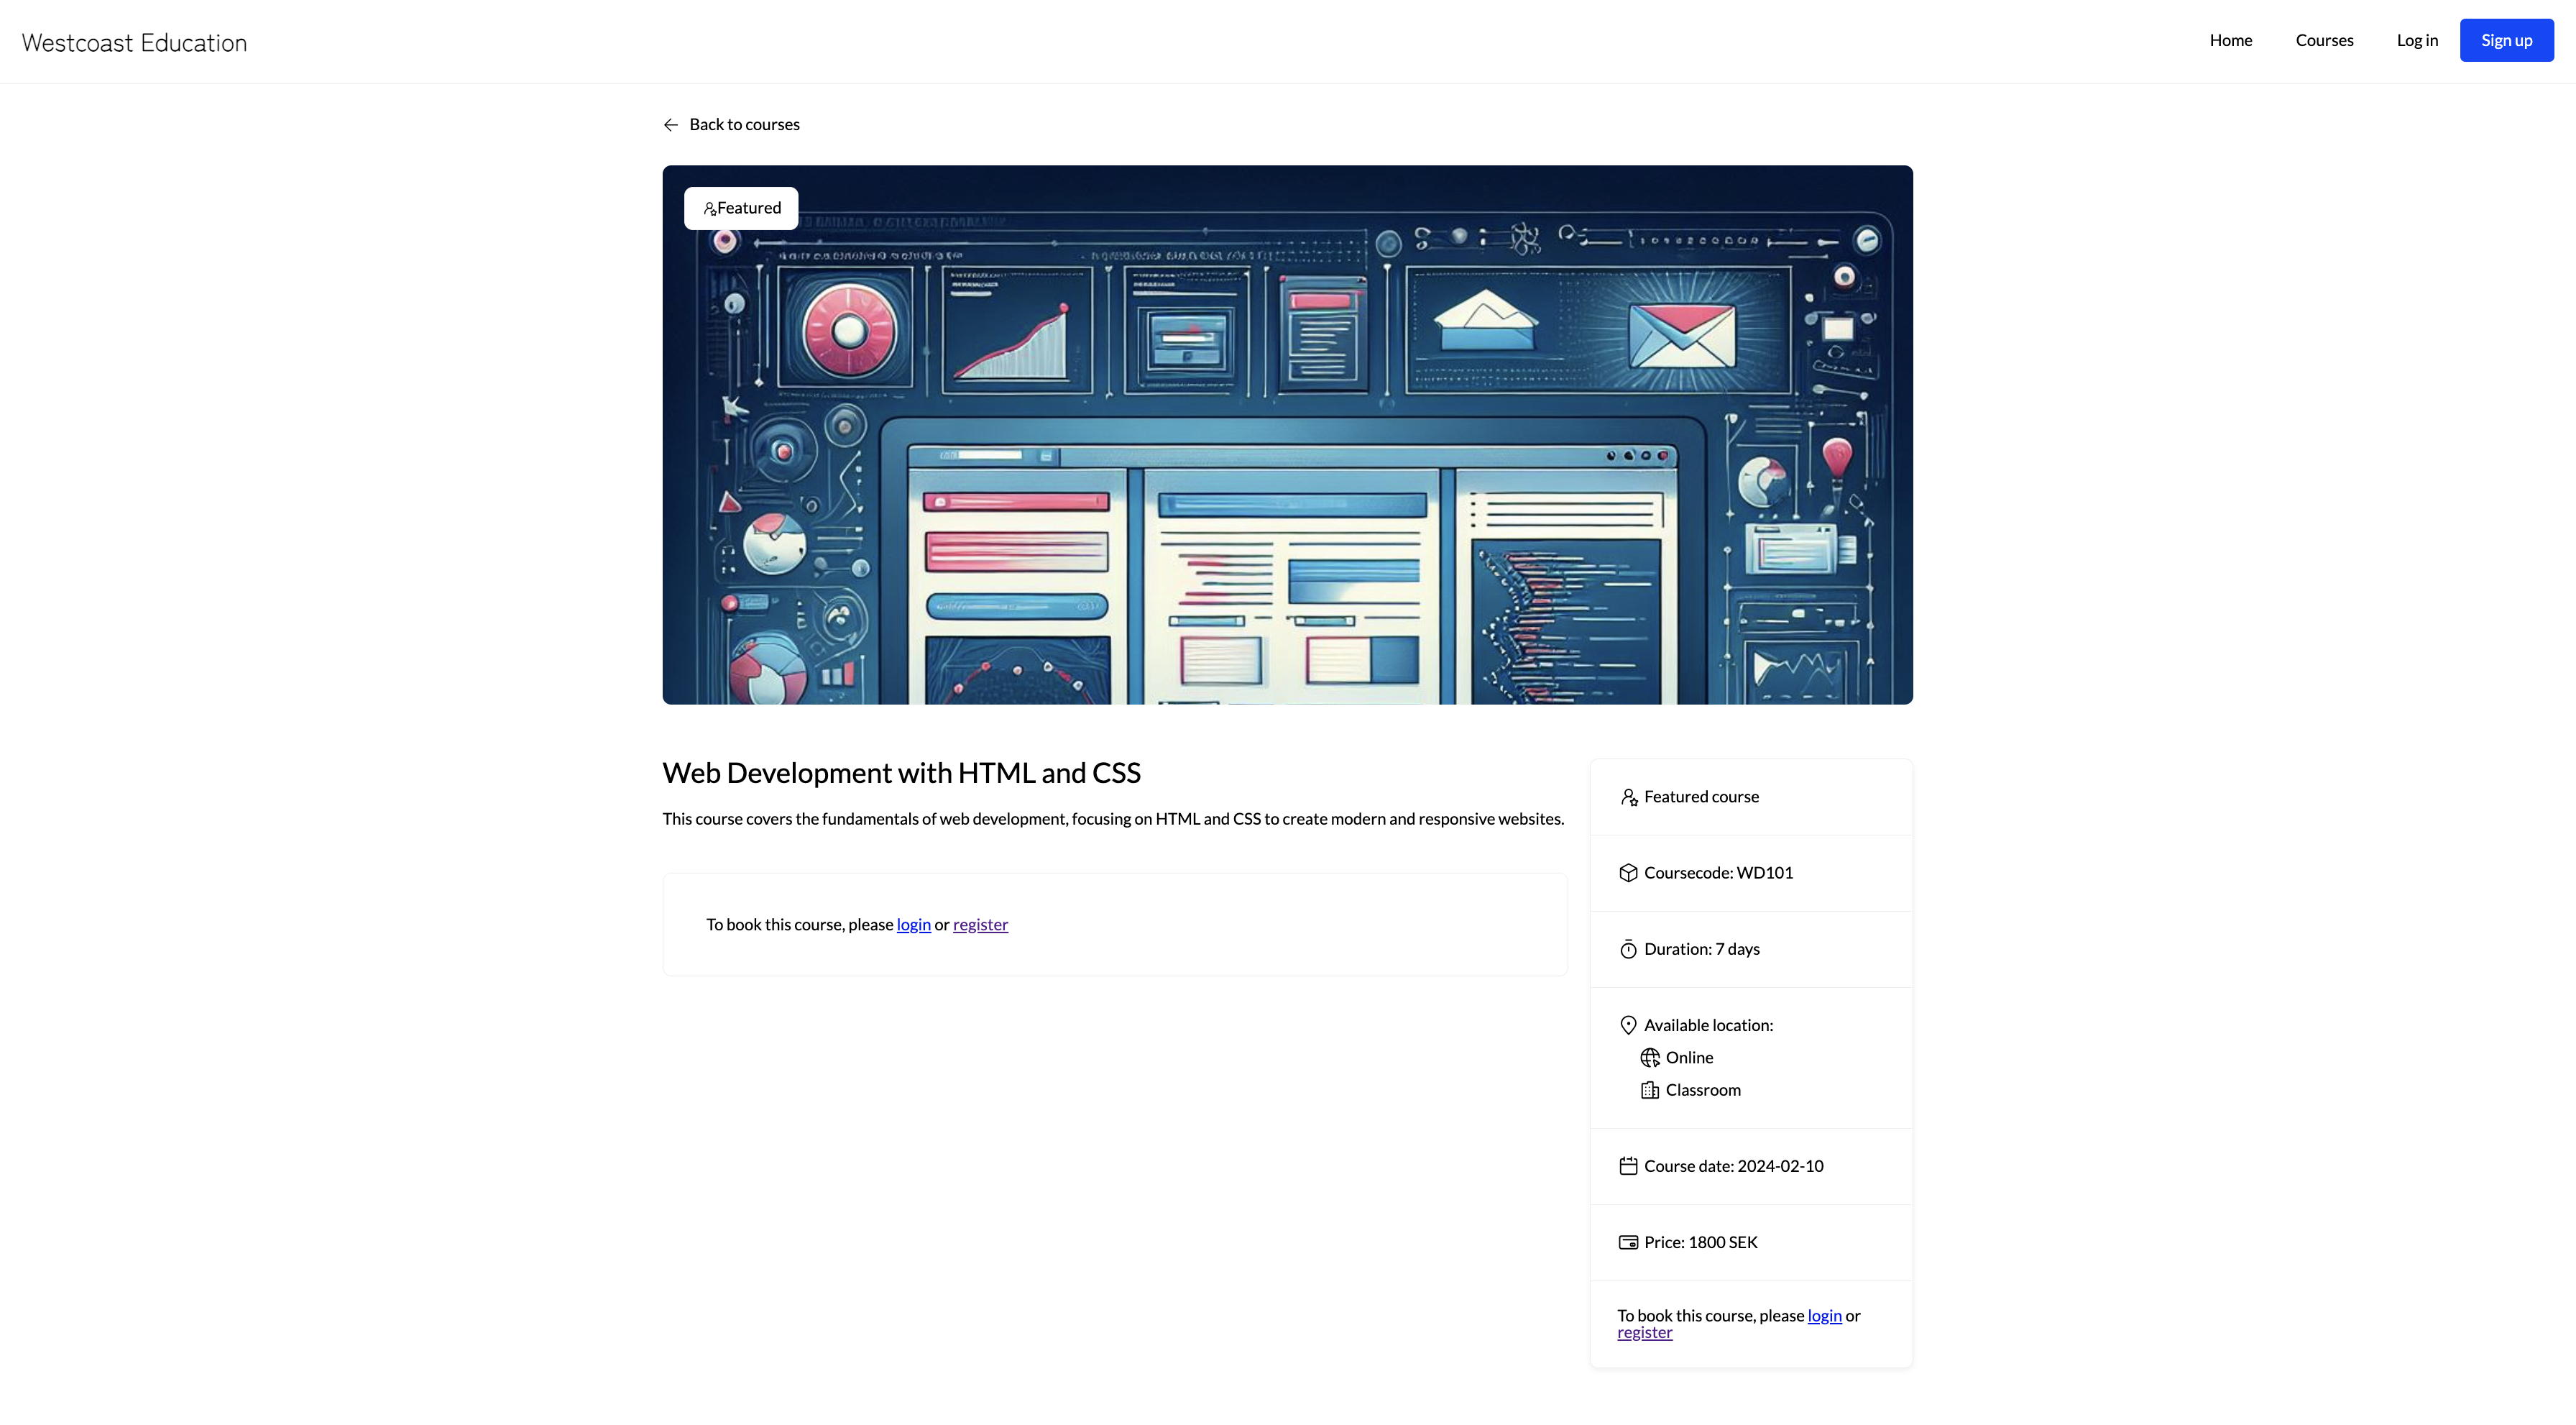 Westcoast Education
Home
Courses
Log in
Sign up
Back to courses
Featured
Web Development with HTML and CSS
This course covers the fundamentals of web development, focusing on HTML and CSS to create modern and responsive websites.
To book this course, please login or register
Featured course
Coursecode: WD101
Duration: 7 days
Available location:
Online
Classroom
Course date: 2024-02-10
Price: 1800 SEK
To book this course, please login or
register